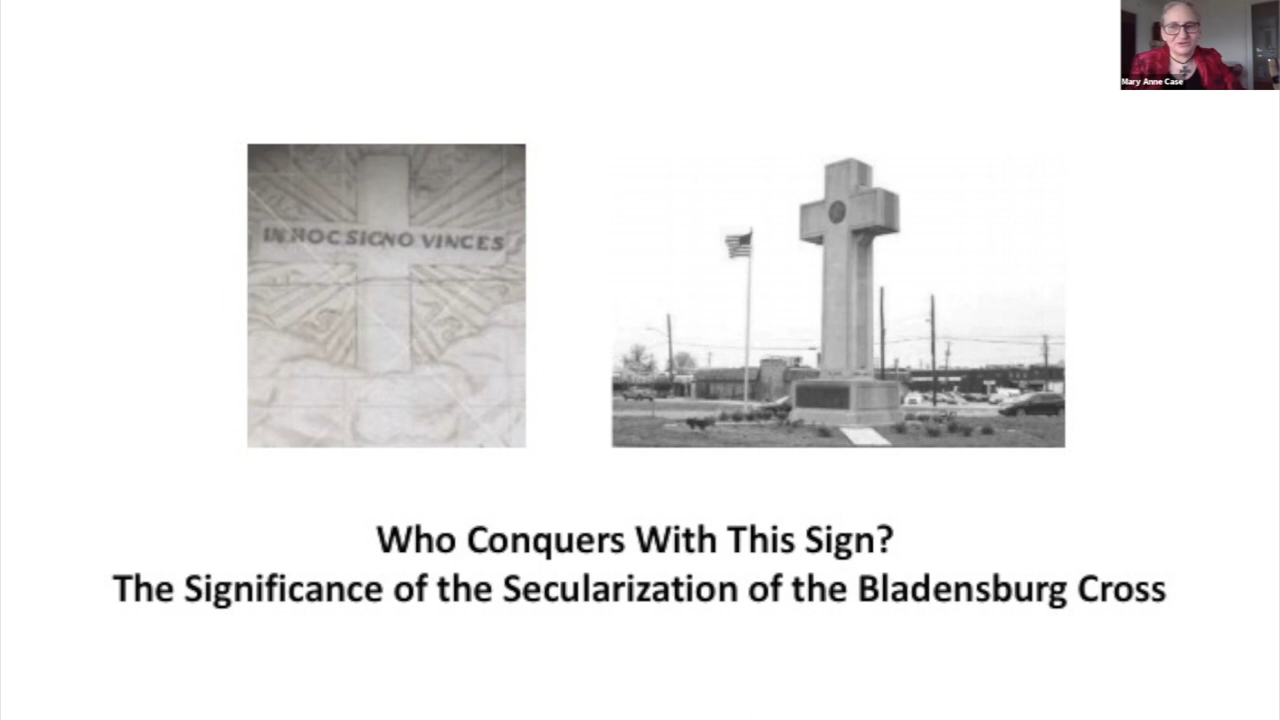 Mary Anne Case
IN HOC SIGNO VINCES
Who Conquers With This Sign?
The Significance of the Secularization of the Bladensburg Cross